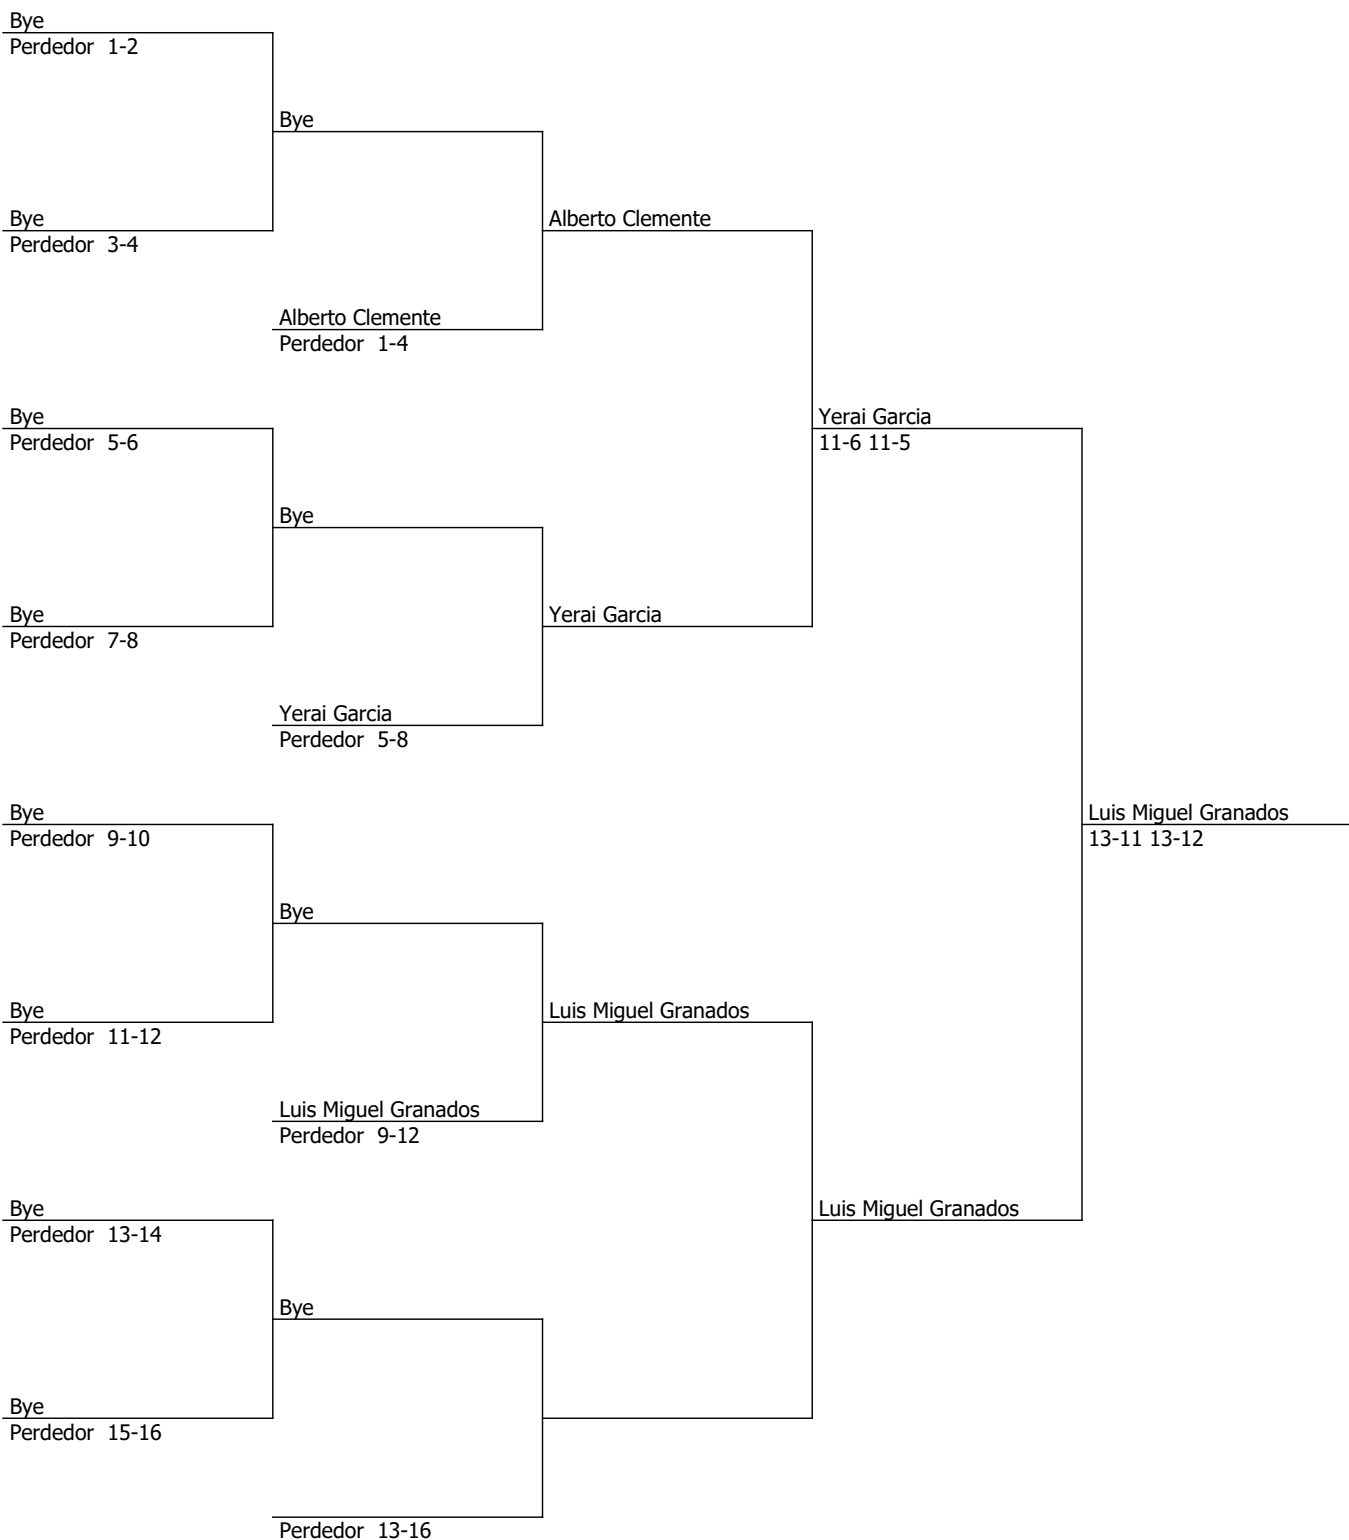 Bye
Perdedor 1-2
Bye
Bye
Perdedor 3-4
Alberto Clemente
Alberto Clemente
Perdedor 1-4
Bye
Perdedor 5-6
Yerai Garcia
11-6 11-5
Bye
Bye
Perdedor 7-8
Yerai Garcia
Yerai Garcia
Perdedor 5-8
Bye
Perdedor 9-10
Luis Miguel Granados
13-11 13-12
Bye
Bye
Perdedor 11-12
Luis Miguel Granados
Luis Miguel Granados
Perdedor 9-12
Bye
Perdedor 13-14
Luis Miguel Granados
Bye
Bye
Perdedor 15-16
Perdedor 13-16